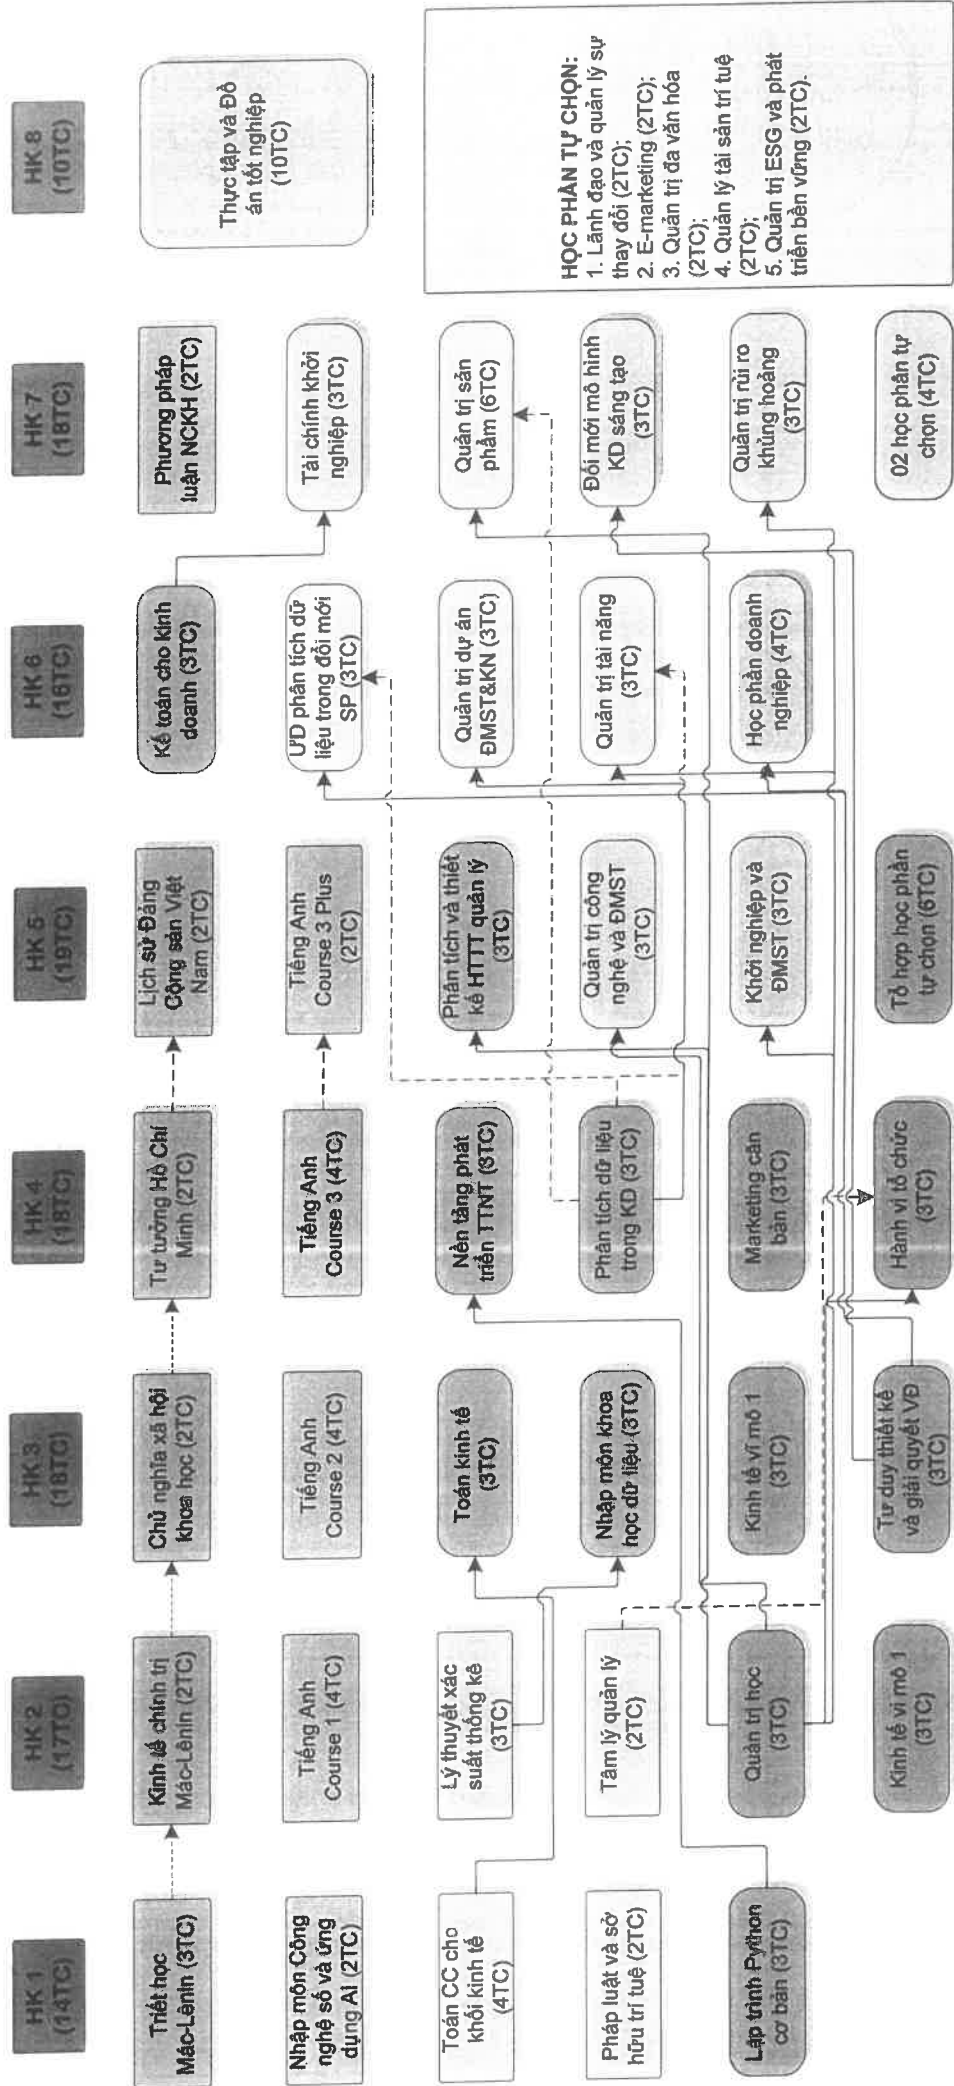 HK 1
(14TC)
Triết học
Mác-Lênin (3TC)
Nhập môn Công
nghệ số và ứng
dụng AI (2TC)
Toán CC cho
khối kinh tế
(4TC)
Pháp luật và sở
hữu trí tuệ (2TC)
Lập trình Python
cơ bản (3TC)
HK 2
(17TC)
Kinh tế chính trị
Mác-Lênin (2TC)
Tiếng Anh
Course 1 (4TC)
Lý thuyết xác
suất thống kê
(3TC)
Tâm lý quản lý
(2TC)
Quản trị học
(3TC)
Kinh tế vi mô 1
(3TC)
HK 3
(18TC)
Chủ nghĩa xã hội
khoa học (2TC)
Tiếng Anh
Course 2 (4TC)
Toán kinh tế
(3TC)
Nhập môn khoa
học dữ liệu (3TC)
Kinh tế vĩ mô 1
(3TC)
Tư duy thiết kế
và giải quyết VĐ
(3TC)
HK 4
(18TC)
Tư tưởng Hồ Chí
Minh (2TC)
Tiếng Anh
Course 3 (4TC)
Nền tảng phát
triển TTNT (3TC)
Phân tích dữ liệu
trong KD (3TC)
Marketing căn
bản (3TC)
Hành vi tổ chức
(3TC)
HK 5
(19TC)
Lịch sử Đảng
Cộng sản Việt
Nam (2TC)
Tiếng Anh
Course 3 Plus
(2TC)
Phân tích và thiết
kế HTTT quản lý
(3TC)
Quản trị công
nghệ và ĐMST
(3TC)
Khởi nghiệp và
ĐMST (3TC)
Tổ hợp học phần
tự chọn (6TC)
HK 6
(16TC)
Kế toán cho kinh
doanh (3TC)
ƯD phân tích dữ
liệu trong đổi mới
SP (3TC)
Quản trị dự án
ĐMST&KN (3TC)
Quản trị tài năng
(3TC)
Học phần doanh
nghiệp (4TC)
HK 7
(18TC)
Phương pháp
luận NCKH (2TC)
Tài chính khởi
nghiệp (3TC)
Quản trị sản
phẩm (6TC)
Đổi mới mô hình
KD sáng tạo
(3TC)
Quản trị rủi ro
khủng hoảng
(3TC)
02 học phần tự
chọn (4TC)
HK 8
(10TC)
Thực tập và Đồ
án tốt nghiệp
(10TC)
HỌC PHẦN TỰ CHỌN:
1. Lãnh đạo và quản lý sự
thay đổi (2TC);
2. E-marketing (2TC);
3. Quản trị đa văn hóa
(2TC);
4. Quản lý tài sản trí tuệ
(2TC);
5. Quản trị ESG và phát
triển bền vững (2TC).